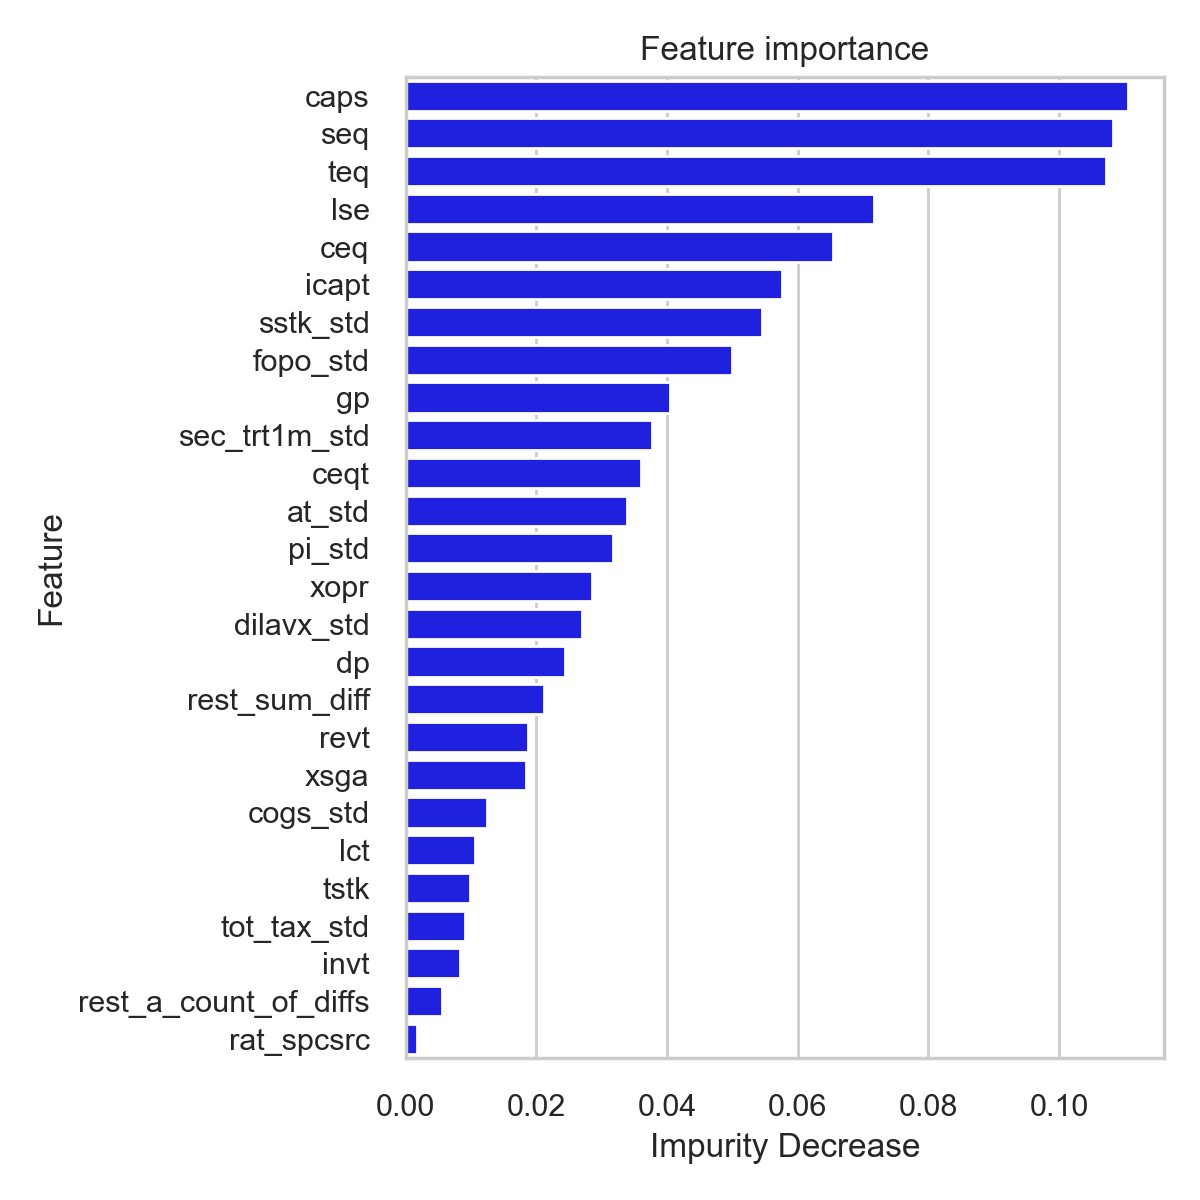 Feature importance
caps
seq
teq
lse
ceq
icapt
sstk_std
fopo_std
gp
sec_trt1m_std
ceqt
at_std
pi_std
xopr
dilavx_std
dp
rest_sum_diff
revt
xsga
cogs_std
lct
tstk
tot_tax_std
invt
rest_a_count_of_diffs
rat_spcsrc
Feature
0.00 0.02 0.04 0.06 0.08 0.10
Impurity Decrease